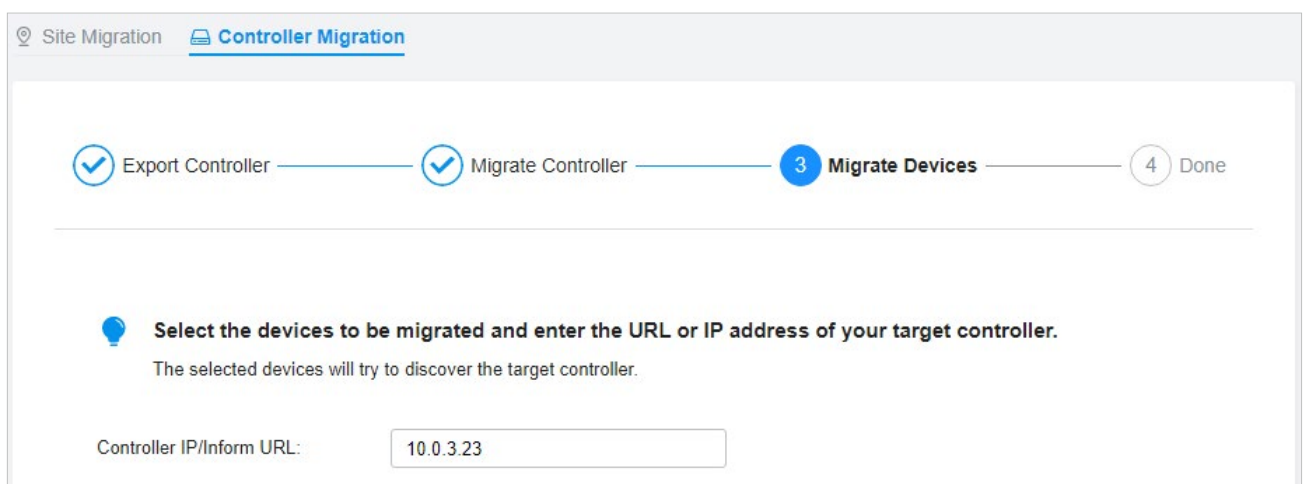 Site Migration Controller Migration
Export Controller Migrate Controller 3 Migrate Devices 4 Done
Select the devices to be migrated and enter the URL or IP address of your target controller.
The selected devices will try to discover the target controller.
Controller IP/Inform URL: 10.0.3.23